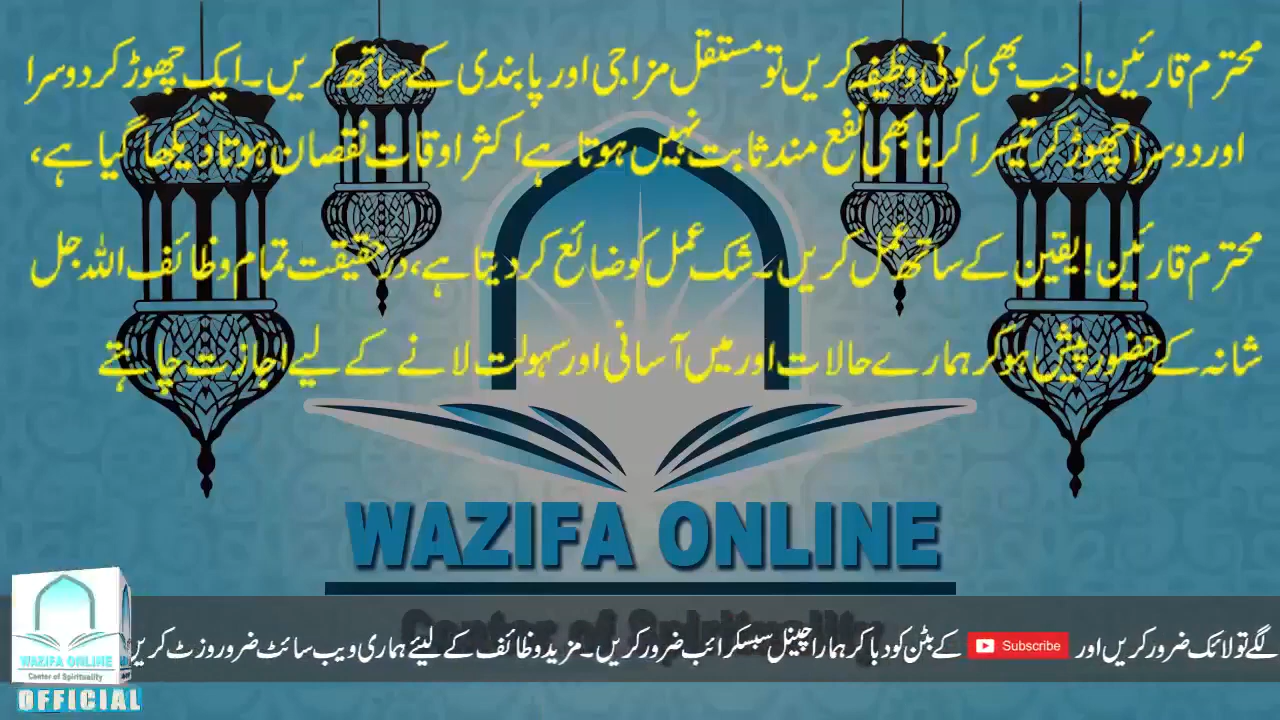 محترم قارئین! جب بھی کوئی وظیفہ کریں تو مستقل مزاجی اور پابندی کے ساتھ کریں۔ ایک چھوڑ کر دوسرا
اور دوسرا چھوڑ کر تیسرا کرنا بھی نفع مند ثابت نہیں ہوتا ہے اکثر اوقات نقصان ہوتا دیکھا گیا ہے،
محترم قارئین! یقین کے ساتھ عمل کریں۔ شک عمل کو ضائع کر دیتا ہے، درحقیقت تمام وظائف اللہ جل
شانہ کے حضور پیش ہو کر ہمارے حالات اور میں آسانی اور سہولت لانے کے لیے اجازت چاہتے
WAZIFA ONLINE
Center of Spirituality
لگے تو لائک ضرور کریں اور Subscribe کے بٹن کو دبا کر ہمارا چینل سبسکرائب ضرور کریں۔ مزید وظائف کے لیئے ہماری ویب سائٹ ضرور وزٹ کریں
WAZIFA ONLINE
Center of Spirituality
OFFICIAL